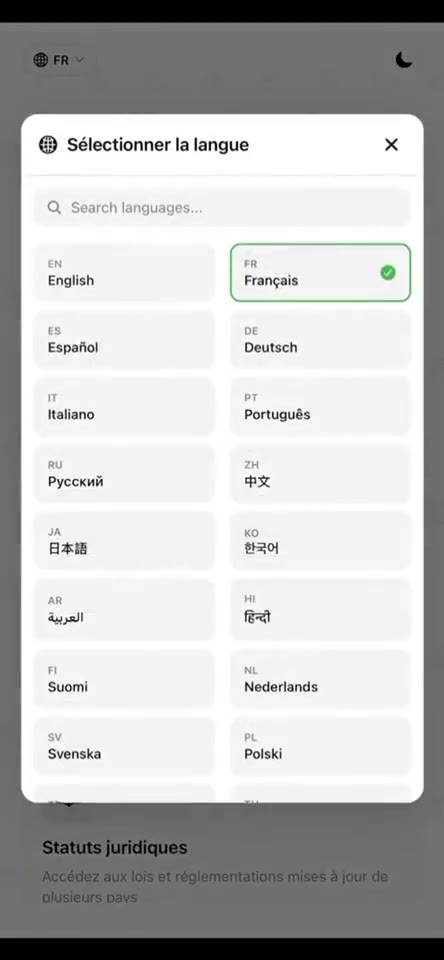 FR
Sélectionner la langue
Search languages...
EN
English
FR
Français
ES
Español
DE
Deutsch
IT
Italiano
PT
Português
RU
Русский
ZH
中文
JA
日本語
KO
한국어
AR
العربية
HI
हिन्दी
FI
Suomi
NL
Nederlands
SV
Svenska
PL
Polski
Statuts juridiques
Accédez aux lois et réglementations mises à jour de
plusieurs pays